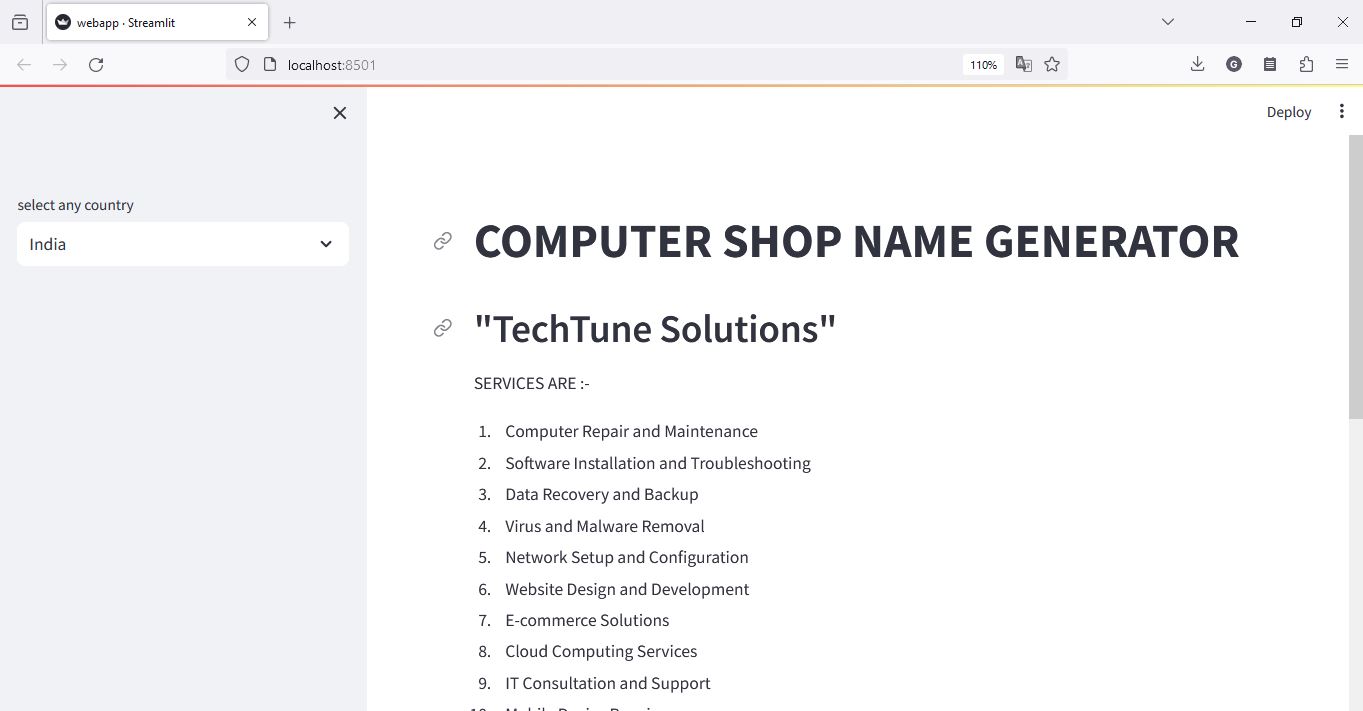 webapp · Streamlit
localhost:8501
110%
G
Deploy
select any country
India
COMPUTER SHOP NAME GENERATOR
"TechTune Solutions"
SERVICES ARE :-
1. Computer Repair and Maintenance
2. Software Installation and Troubleshooting
3. Data Recovery and Backup
4. Virus and Malware Removal
5. Network Setup and Configuration
6. Website Design and Development
7. E-commerce Solutions
8. Cloud Computing Services
9. IT Consultation and Support